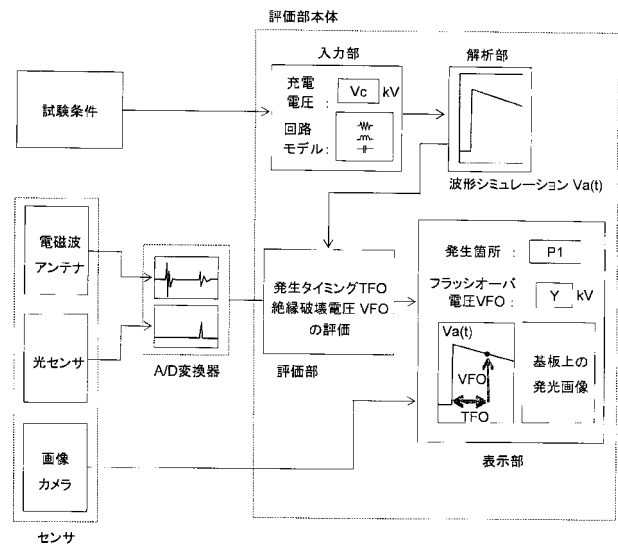 評価部本体
入力部
解析部
試験条件
充電
電圧 : Vc kV
回路
モデル:
波形シミュレーション Va(t)
電磁波
アンテナ
光センサ
A/D変換器
発生タイミングTFO
絶縁破壊電圧 VFO
の評価
評価部
発生箇所 : P1
フラッシオーバ
電圧VFO : Y kV
Va(t)
VFO
TFO
基板上の
発光画像
表示部
画像
カメラ
センサ